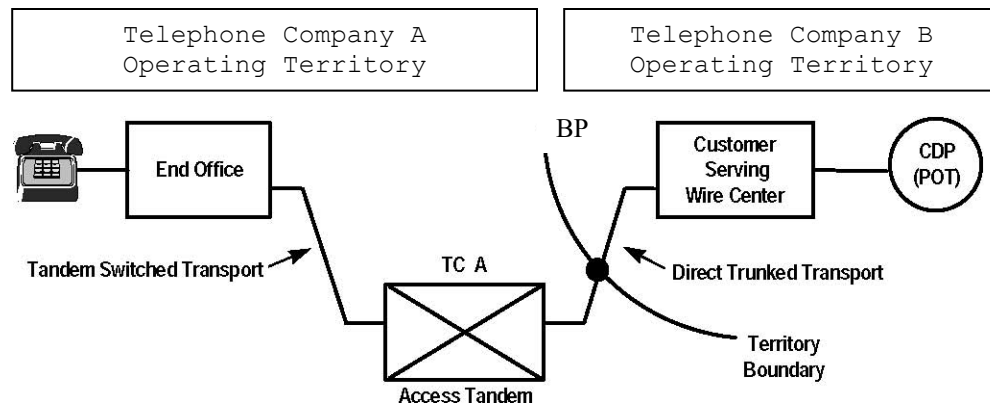 Telephone Company A
Operating Territory
Telephone Company B
Operating Territory
BP
End Office
Customer
Serving
Wire Center
CDP
(POT)
Tandem Switched Transport
TC A
Direct Trunked Transport
Territory
Boundary
Access Tandem